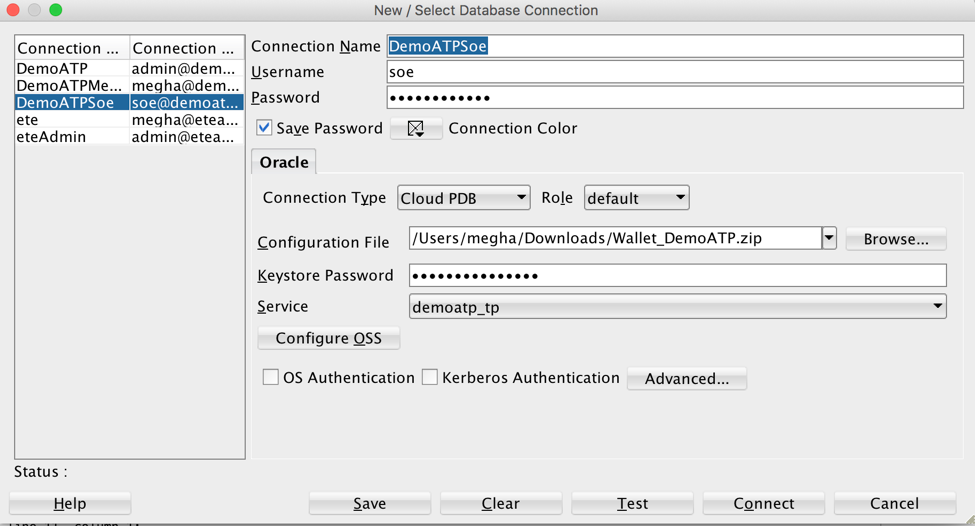 New / Select Database Connection
Connection ... Connection ...
DemoATP admin@dem...
DemoATPMe... megha@dem...
DemoATPSoe soe@demoat...
ete megha@etea...
eteAdmin admin@etea...
Connection Name DemoATPSoe
Username soe
Password ••••••••••••
Save Password Connection Color
Oracle
Connection Type Cloud PDB Role default
Configuration File /Users/megha/Downloads/Wallet_DemoATP.zip Browse...
Keystore Password •••••••••••••••
Service demoatp_tp
Configure OSS
OS Authentication Kerberos Authentication Advanced...
Status :
Help Save Clear Test Connect Cancel